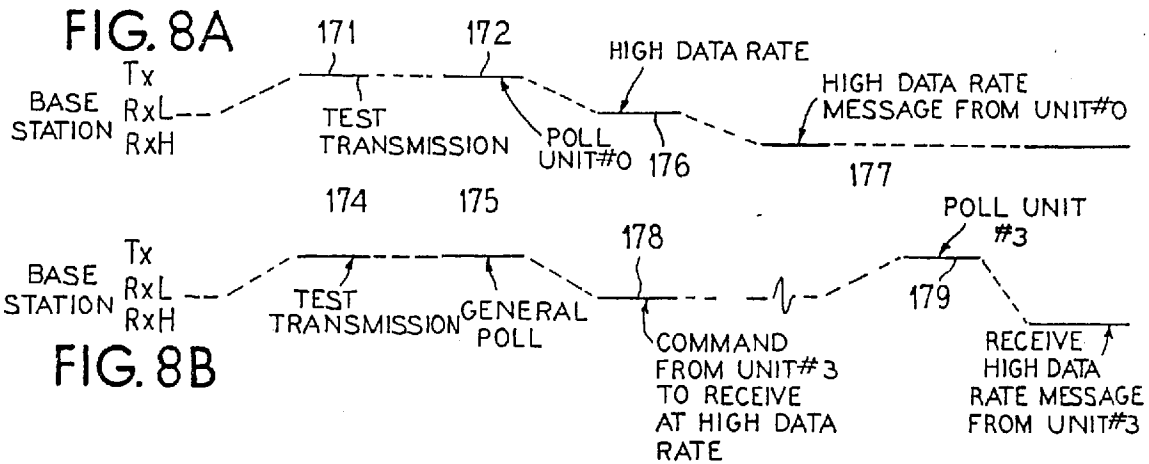 FIG. 8A
171
172
HIGH DATA RATE
HIGH DATA RATE
MESSAGE FROM UNIT#0
BASE
STATION
Tx
RxL
RxH
TEST
TRANSMISSION
POLL
UNIT#0
176
177
174
175
178
POLL UNIT
#3
BASE
STATION
Tx
RxL
RxH
TEST
TRANSMISSION
GENERAL
POLL
179
COMMAND
FROM UNIT#3
TO RECEIVE
AT HIGH DATA
RATE
RECEIVE
HIGH DATA
RATE MESSAGE
FROM UNIT#3
FIG. 8B